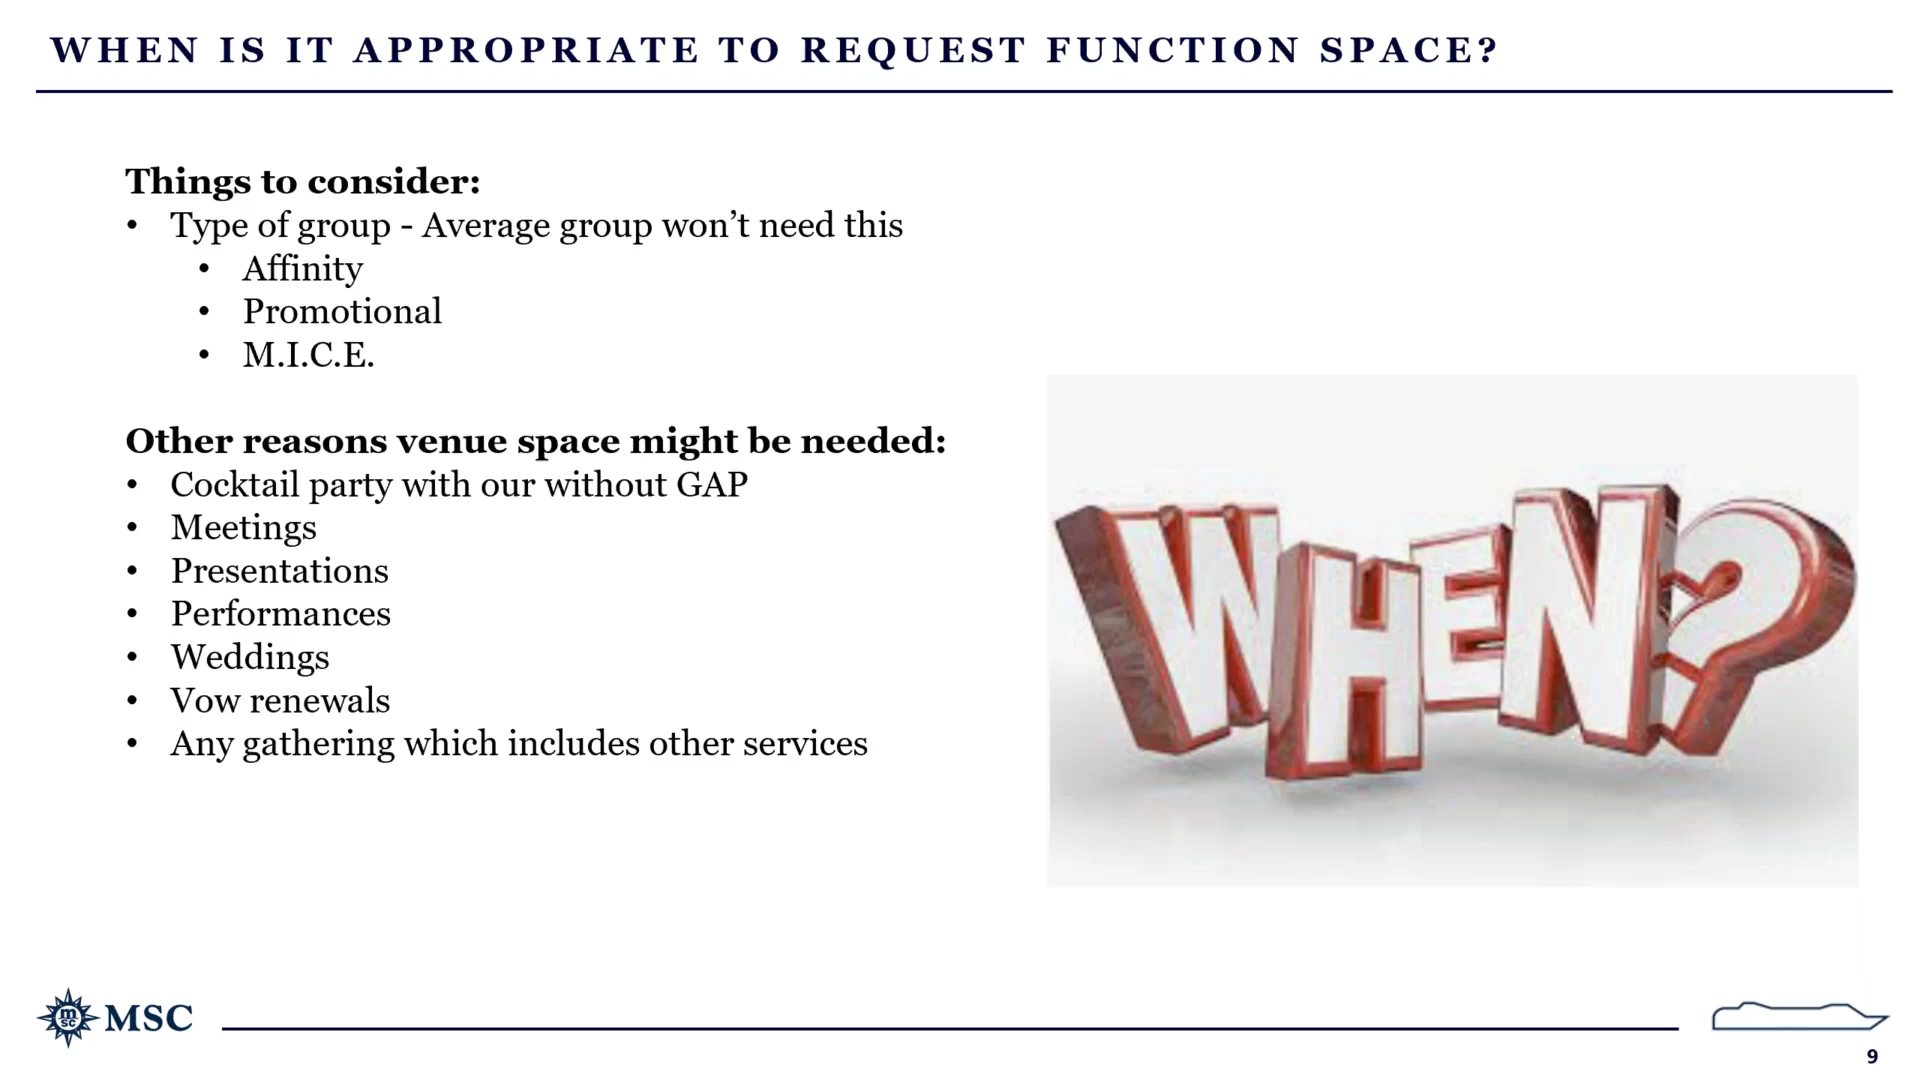 WHEN IS IT APPROPRIATE TO REQUEST FUNCTION SPACE?
Things to consider:
• Type of group - Average group won’t need this
• Affinity
• Promotional
• M.I.C.E.
Other reasons venue space might be needed:
• Cocktail party with our without GAP
• Meetings
• Presentations
• Performances
• Weddings
• Vow renewals
• Any gathering which includes other services
WHEN?
m
sc
MSC
9